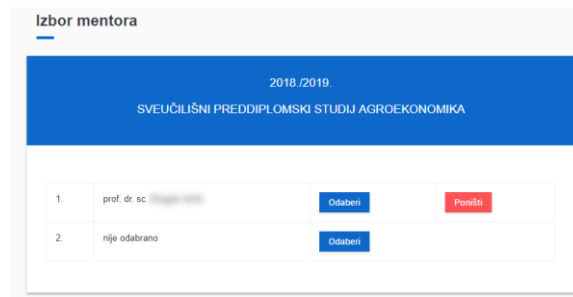 Izbor mentora
2018./2019.
SVEUČILIŠNI PREDDIPLOMSKI STUDIJ AGROEKONOMIKA
1. prof. dr. sc. Odaberi Poništi
2. nije odabrano Odaberi